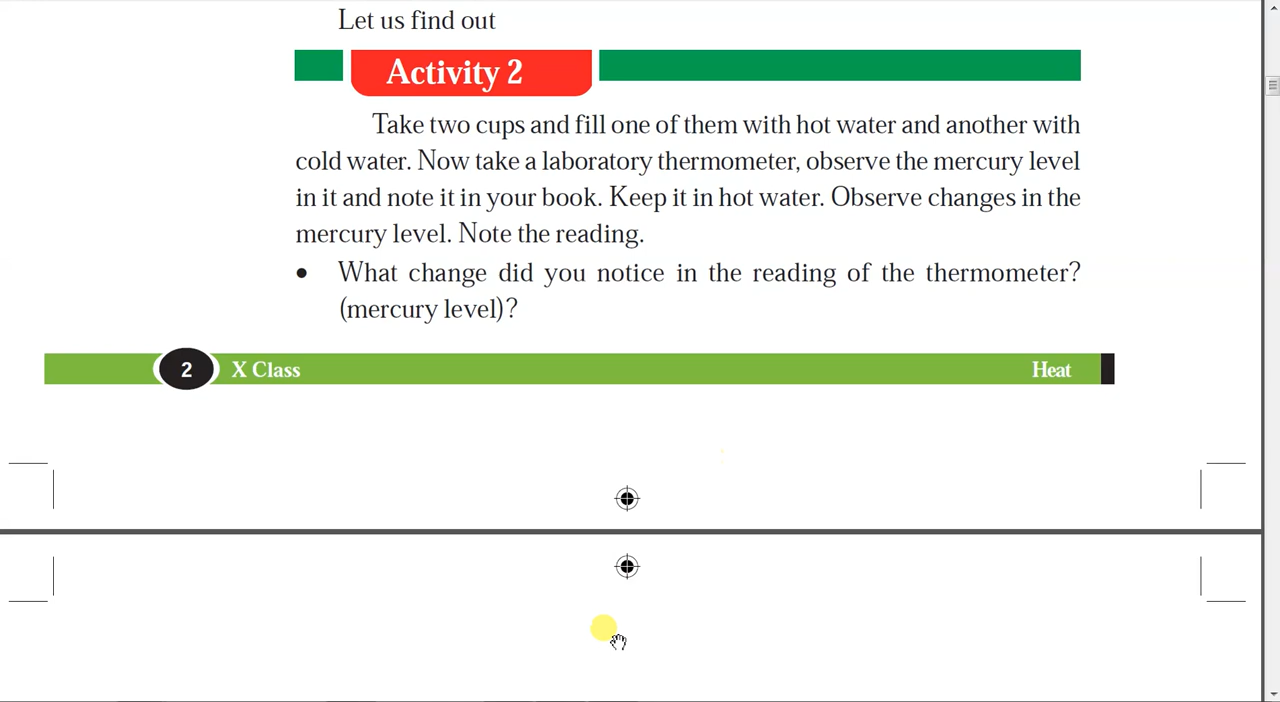 Let us find out
Activity 2
Take two cups and fill one of them with hot water and another with
cold water. Now take a laboratory thermometer, observe the mercury level
in it and note it in your book. Keep it in hot water. Observe changes in the
mercury level. Note the reading.
• What change did you notice in the reading of the thermometer?
(mercury level)?
2 X Class Heat